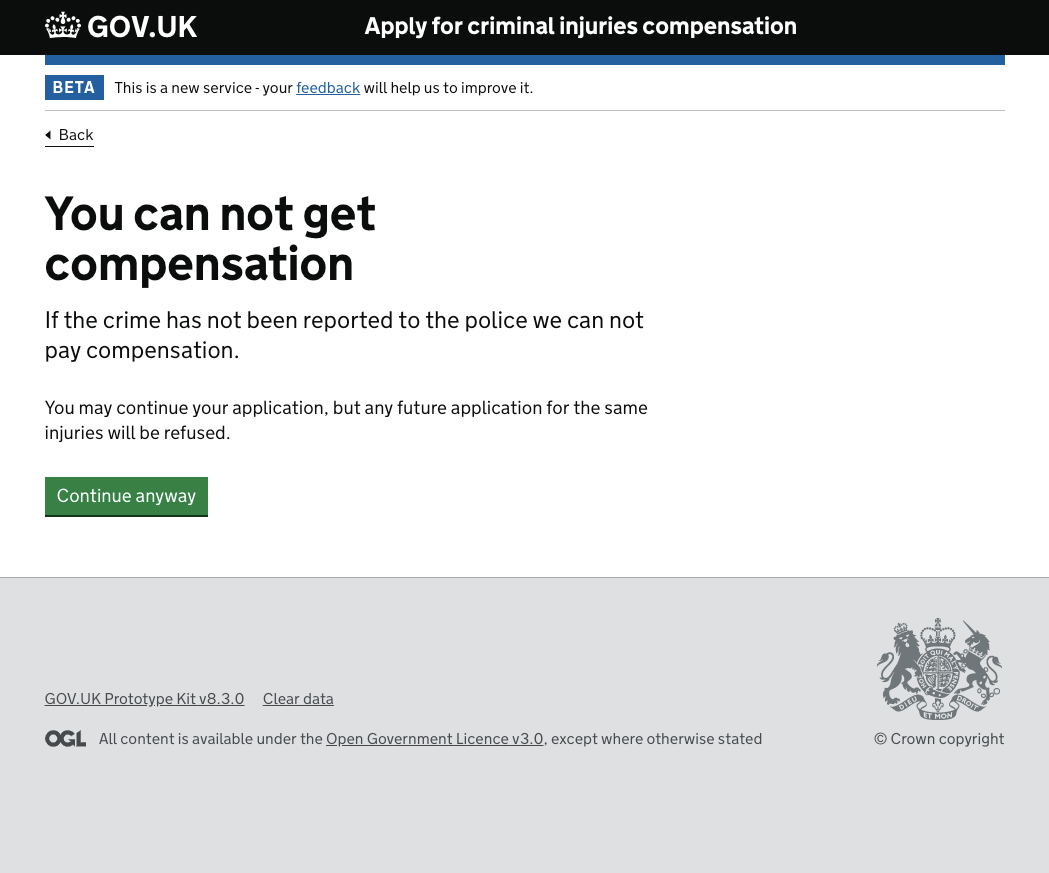 GOV.UK Apply for criminal injuries compensation
BETA This is a new service - your feedback will help us to improve it.
Back
You can not get
compensation
If the crime has not been reported to the police we can not
pay compensation.
You may continue your application, but any future application for the same
injuries will be refused.
Continue anyway
GOV.UK Prototype Kit v8.3.0 Clear data
DIEU ET MON DROIT
OGL All content is available under the Open Government Licence v3.0, except where otherwise stated
© Crown copyright